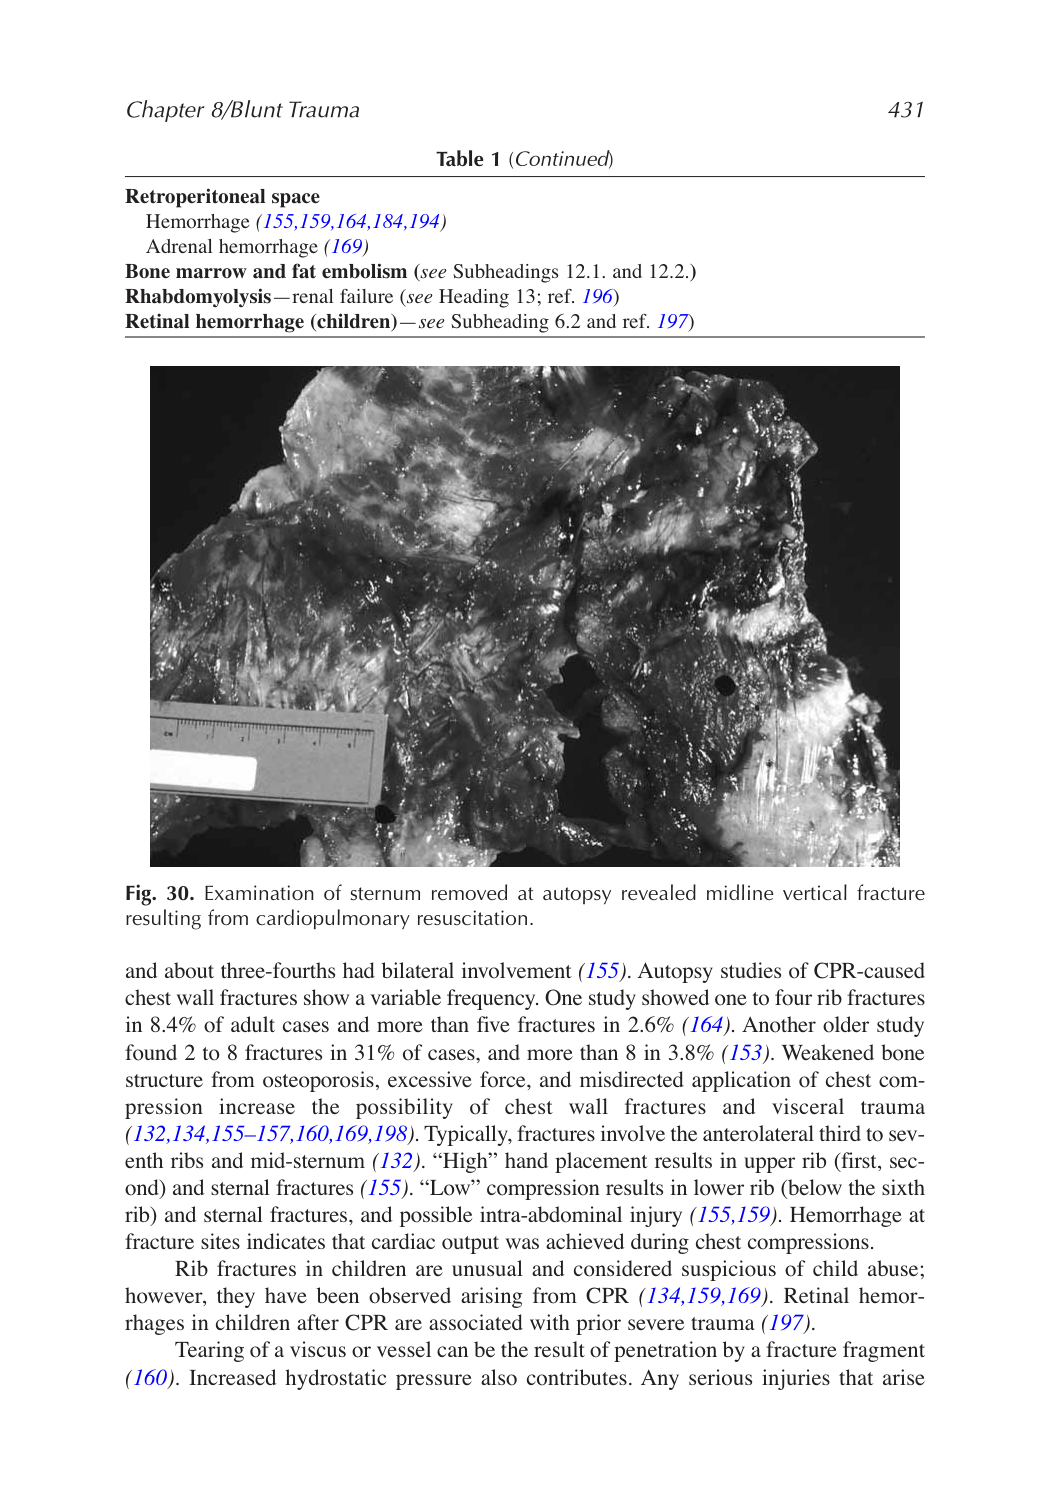 Chapter 8/Blunt Trauma 431
Table 1 (Continued)
Retroperitoneal space
Hemorrhage (155,159,164,184,194)
Adrenal hemorrhage (169)
Bone marrow and fat embolism (see Subheadings 12.1. and 12.2.)
Rhabdomyolysis—renal failure (see Heading 13; ref. 196)
Retinal hemorrhage (children)—see Subheading 6.2 and ref. 197)
CM 1 2 3 4 5
Fig. 30. Examination of sternum removed at autopsy revealed midline vertical fracture
resulting from cardiopulmonary resuscitation.
and about three-fourths had bilateral involvement (155). Autopsy studies of CPR-caused
chest wall fractures show a variable frequency. One study showed one to four rib fractures
in 8.4% of adult cases and more than five fractures in 2.6% (164). Another older study
found 2 to 8 fractures in 31% of cases, and more than 8 in 3.8% (153). Weakened bone
structure from osteoporosis, excessive force, and misdirected application of chest com-
pression increase the possibility of chest wall fractures and visceral trauma
(132,134,155–157,160,169,198). Typically, fractures involve the anterolateral third to sev-
enth ribs and mid-sternum (132). “High” hand placement results in upper rib (first, sec-
ond) and sternal fractures (155). “Low” compression results in lower rib (below the sixth
rib) and sternal fractures, and possible intra-abdominal injury (155,159). Hemorrhage at
fracture sites indicates that cardiac output was achieved during chest compressions.
Rib fractures in children are unusual and considered suspicious of child abuse;
however, they have been observed arising from CPR (134,159,169). Retinal hemor-
rhages in children after CPR are associated with prior severe trauma (197).
Tearing of a viscus or vessel can be the result of penetration by a fracture fragment
(160). Increased hydrostatic pressure also contributes. Any serious injuries that arise